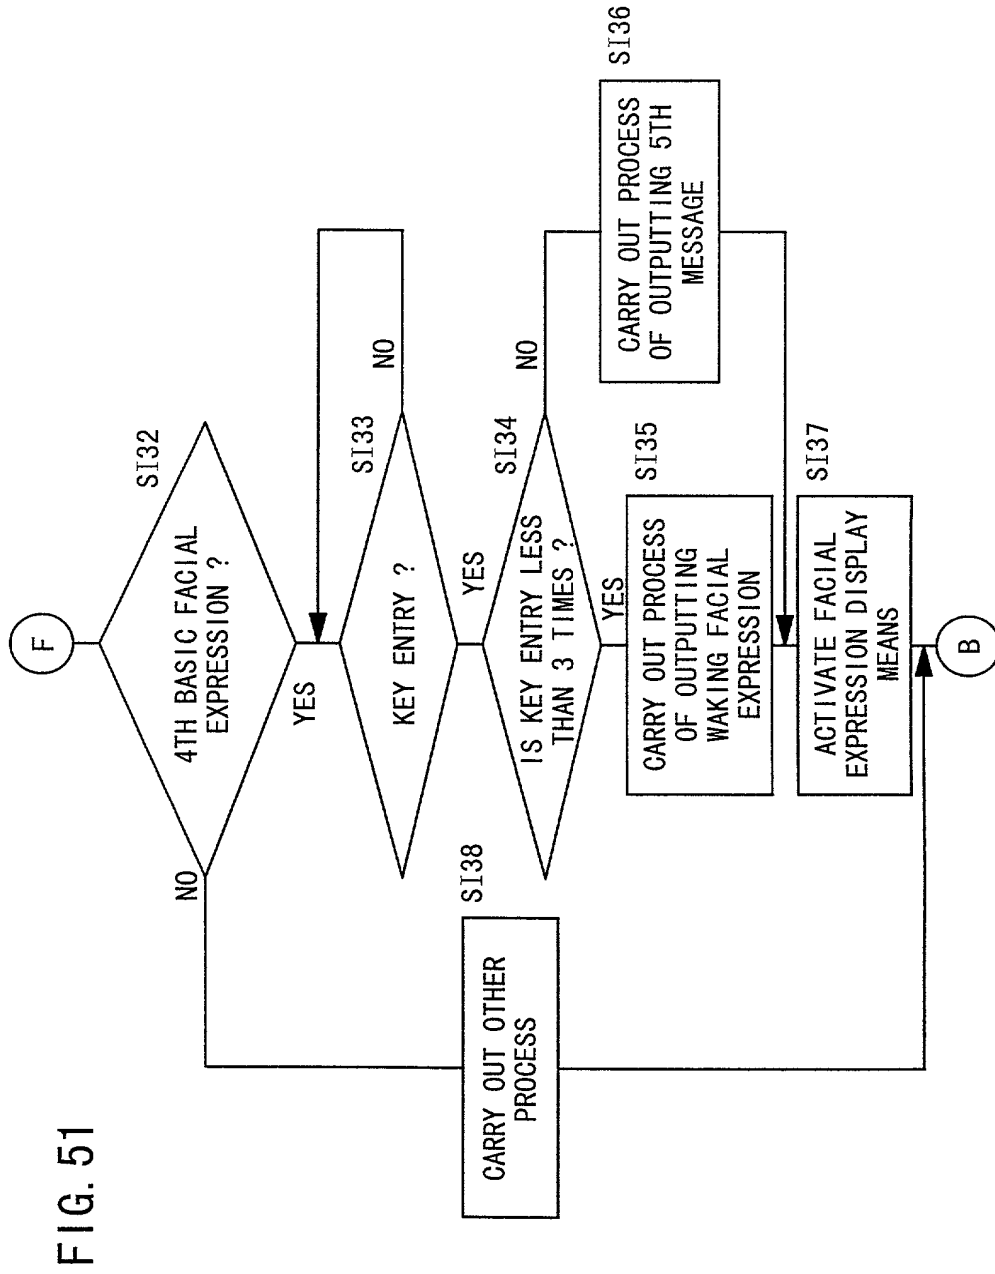 FIG. 51
F
4TH BASIC FACIAL
EXPRESSION ?
SI32
NO
YES
KEY ENTRY ?
SI33
NO
YES
IS KEY ENTRY LESS
THAN 3 TIMES ?
SI34
NO
YES
CARRY OUT PROCESS
OF OUTPUTTING
WAKING FACIAL
EXPRESSION
SI35
CARRY OUT PROCESS
OF OUTPUTTING 5TH
MESSAGE
SI36
ACTIVATE FACIAL
EXPRESSION DISPLAY
MEANS
SI37
CARRY OUT OTHER
PROCESS
SI38
B